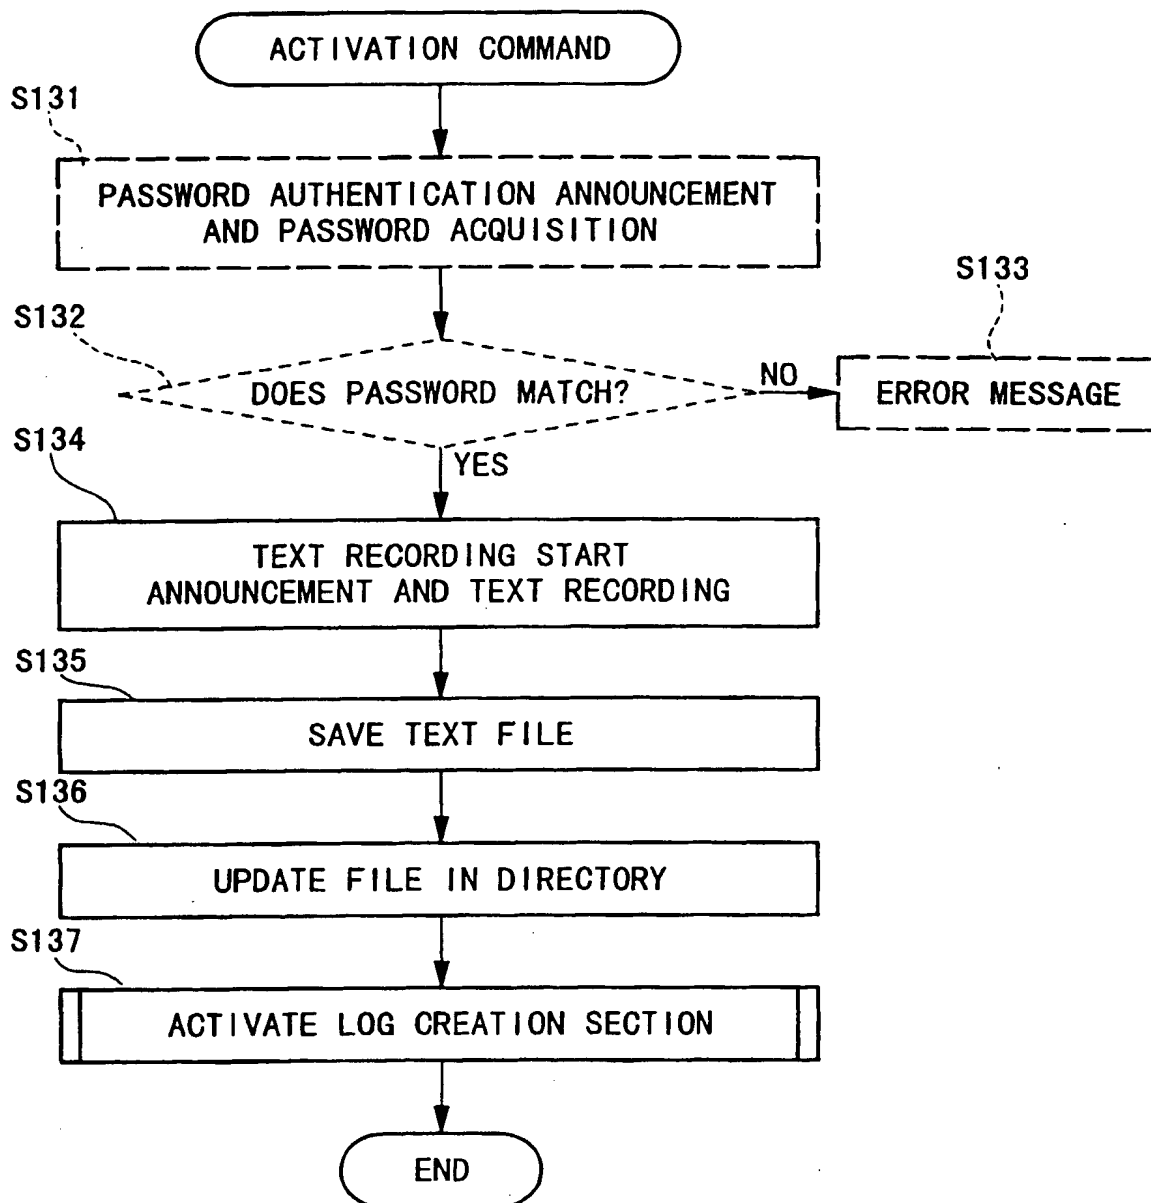 ACTIVATION COMMAND
S131
PASSWORD AUTHENTICATION ANNOUNCEMENT
AND PASSWORD ACQUISITION
S133
S132
DOES PASSWORD MATCH?
NO
ERROR MESSAGE
S134
YES
TEXT RECORDING START
ANNOUNCEMENT AND TEXT RECORDING
S135
SAVE TEXT FILE
S136
UPDATE FILE IN DIRECTORY
S137
ACTIVATE LOG CREATION SECTION
END